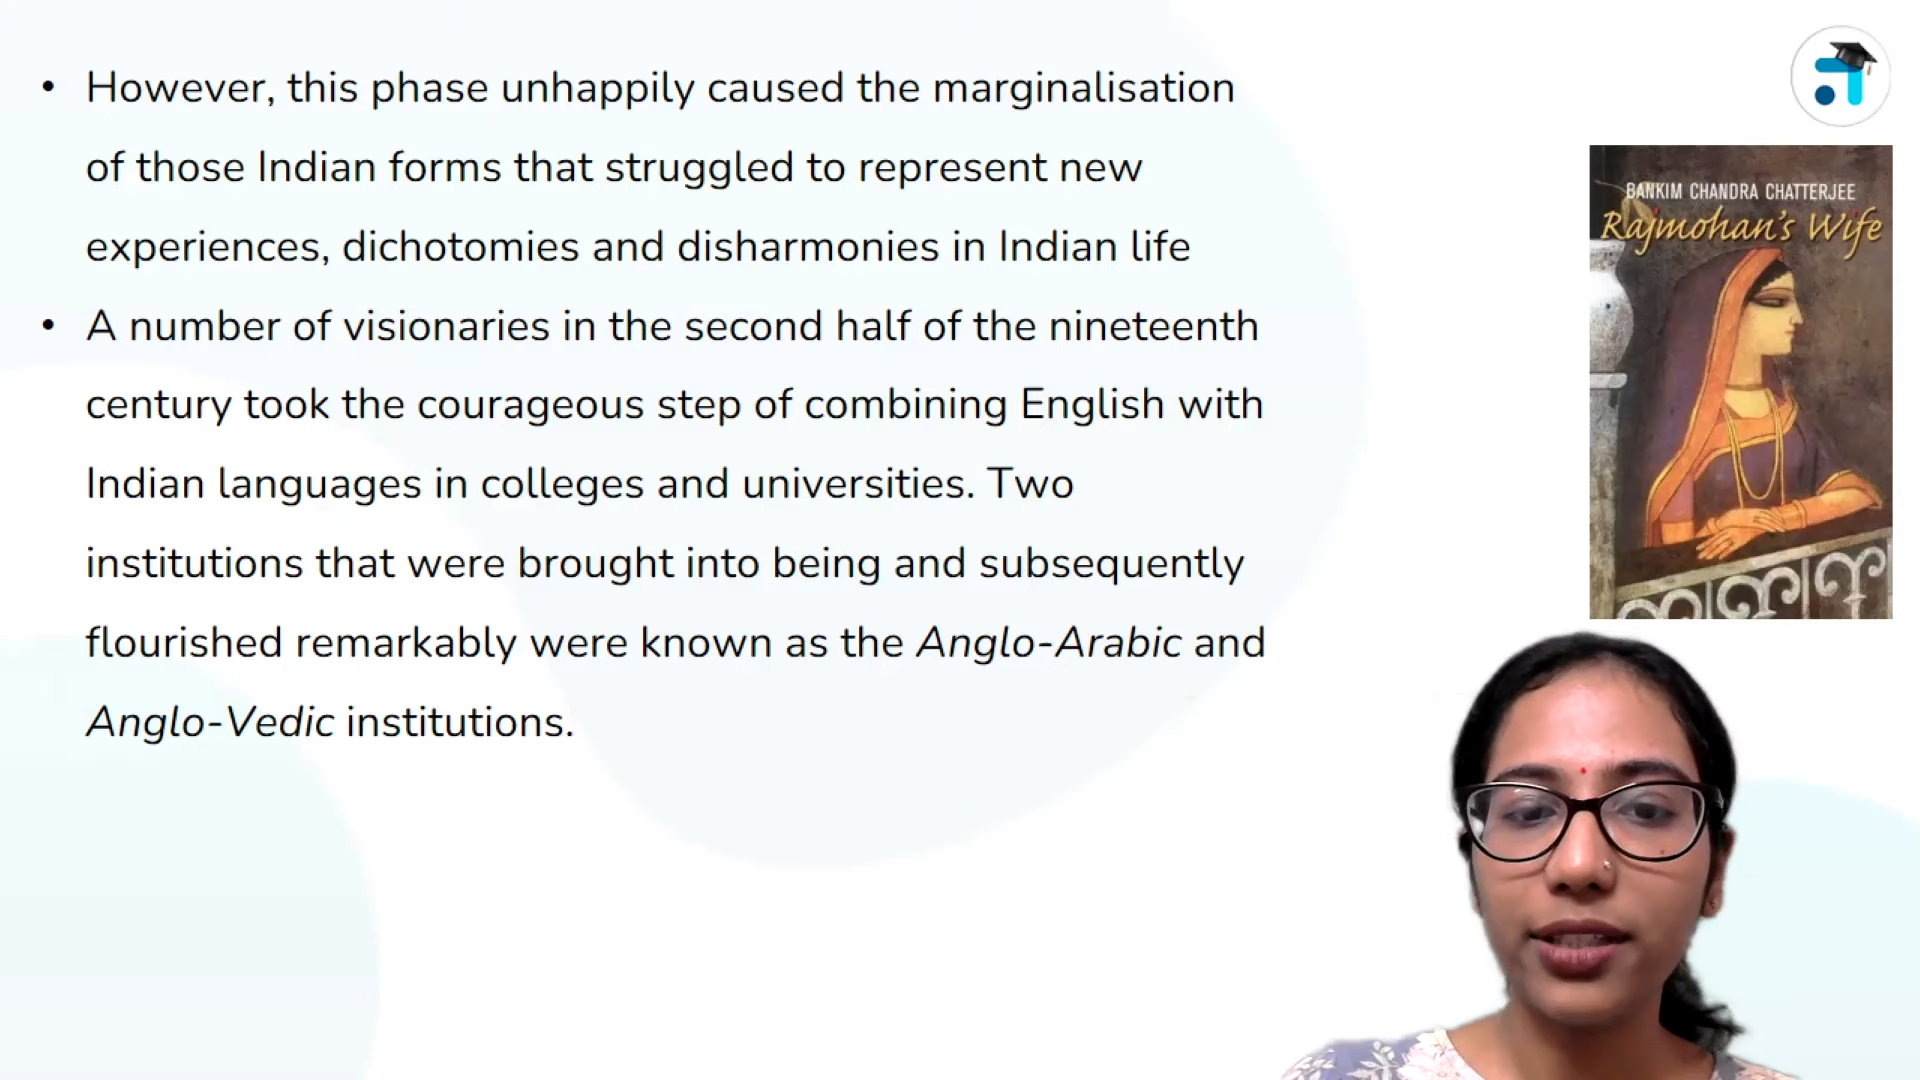 • However, this phase unhappily caused the marginalisation
of those Indian forms that struggled to represent new
experiences, dichotomies and disharmonies in Indian life
• A number of visionaries in the second half of the nineteenth
century took the courageous step of combining English with
Indian languages in colleges and universities. Two
institutions that were brought into being and subsequently
flourished remarkably were known as the Anglo-Arabic and
Anglo-Vedic institutions.
BANKIM CHANDRA CHATTERJEE
Rajmohan's Wife